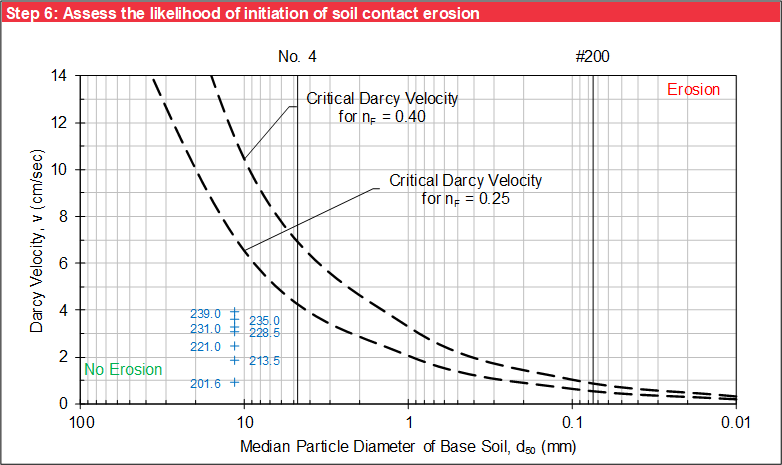 Step 6: Assess the likelihood of initiation of soil contact erosion
No. 4
#200
14
12
10
8
6
4
2
0
Darcy Velocity, v (cm/sec)
Erosion
Critical Darcy Velocity
for nF = 0.40
Critical Darcy Velocity
for nF = 0.25
239.0
235.0
231.0
228.5
221.0
213.5
201.6
No Erosion
100
10
1
0.1
0.01
Median Particle Diameter of Base Soil, d50 (mm)